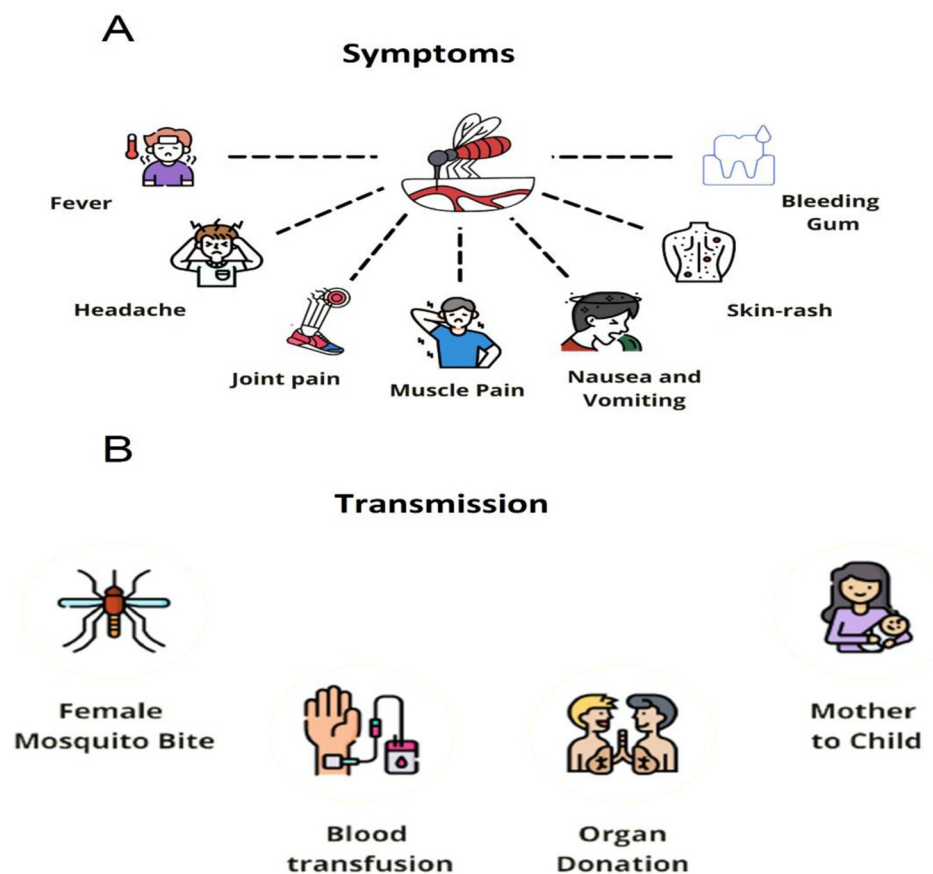 A
Symptoms
Fever
Bleeding
Gum
Headache
Skin-rash
Joint pain
Muscle Pain
Nausea and
Vomiting
B
Transmission
Female
Mosquito Bite
Mother
to Child
Blood
transfusion
Organ
Donation